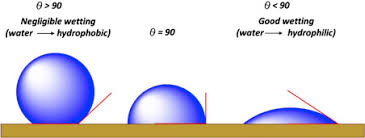 θ > 90
Negligible wetting
(water ⟶ hydrophobic)
θ = 90
θ < 90
Good wetting
(water ⟶ hydrophilic)